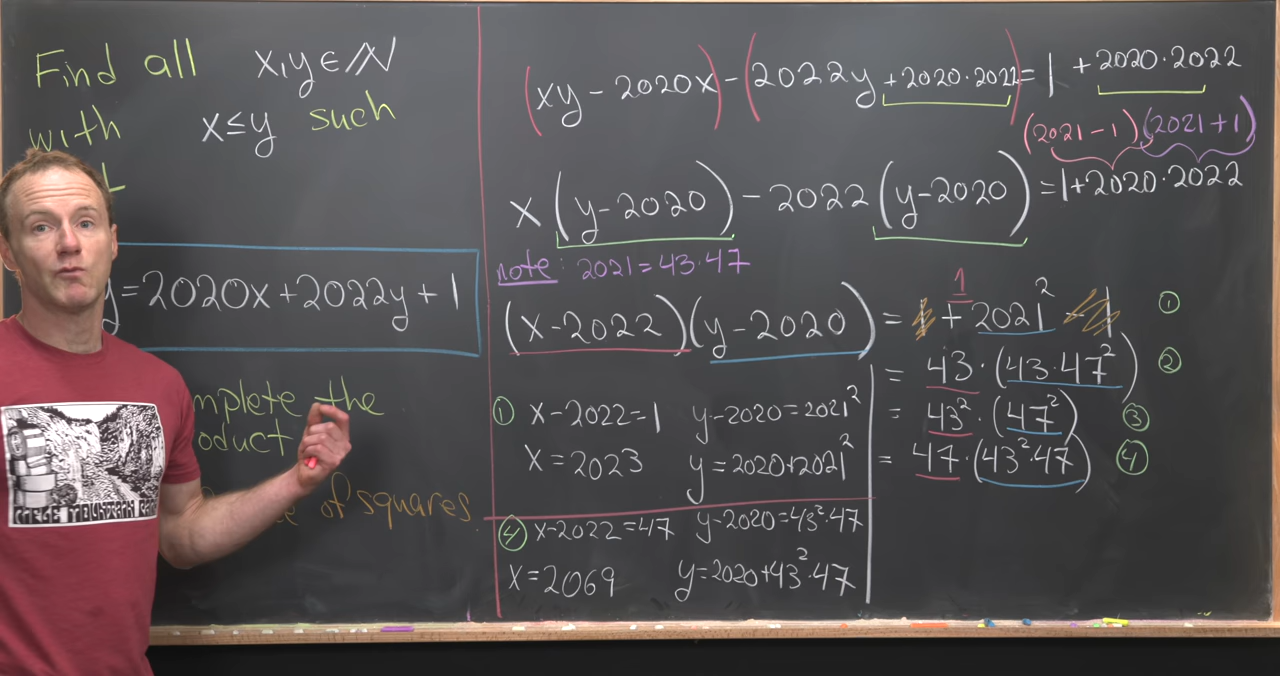 Find all x,y ∈ ℕ
with x ≤ y such
y = 2020x + 2022y + 1
the
of squares
(xy - 2020x) - (2022y + 2020·2022) = 1 + 2020·2022
(2021-1)(2021+1)
x(y-2020) - 2022(y-2020) = 1+2020·2022
note: 2021 = 43·47
1
(x-2022)(y-2020) = 1 + 2021² - 1 ①
= 43·(43·47²) ②
= 43²·(47²) ③
= 47·(43²·47) ④
① x-2022=1 y-2020=2021²
x=2023 y=2020+2021²
④ x-2022=47 y-2020=43²·47
x=2069 y=2020+43²·47